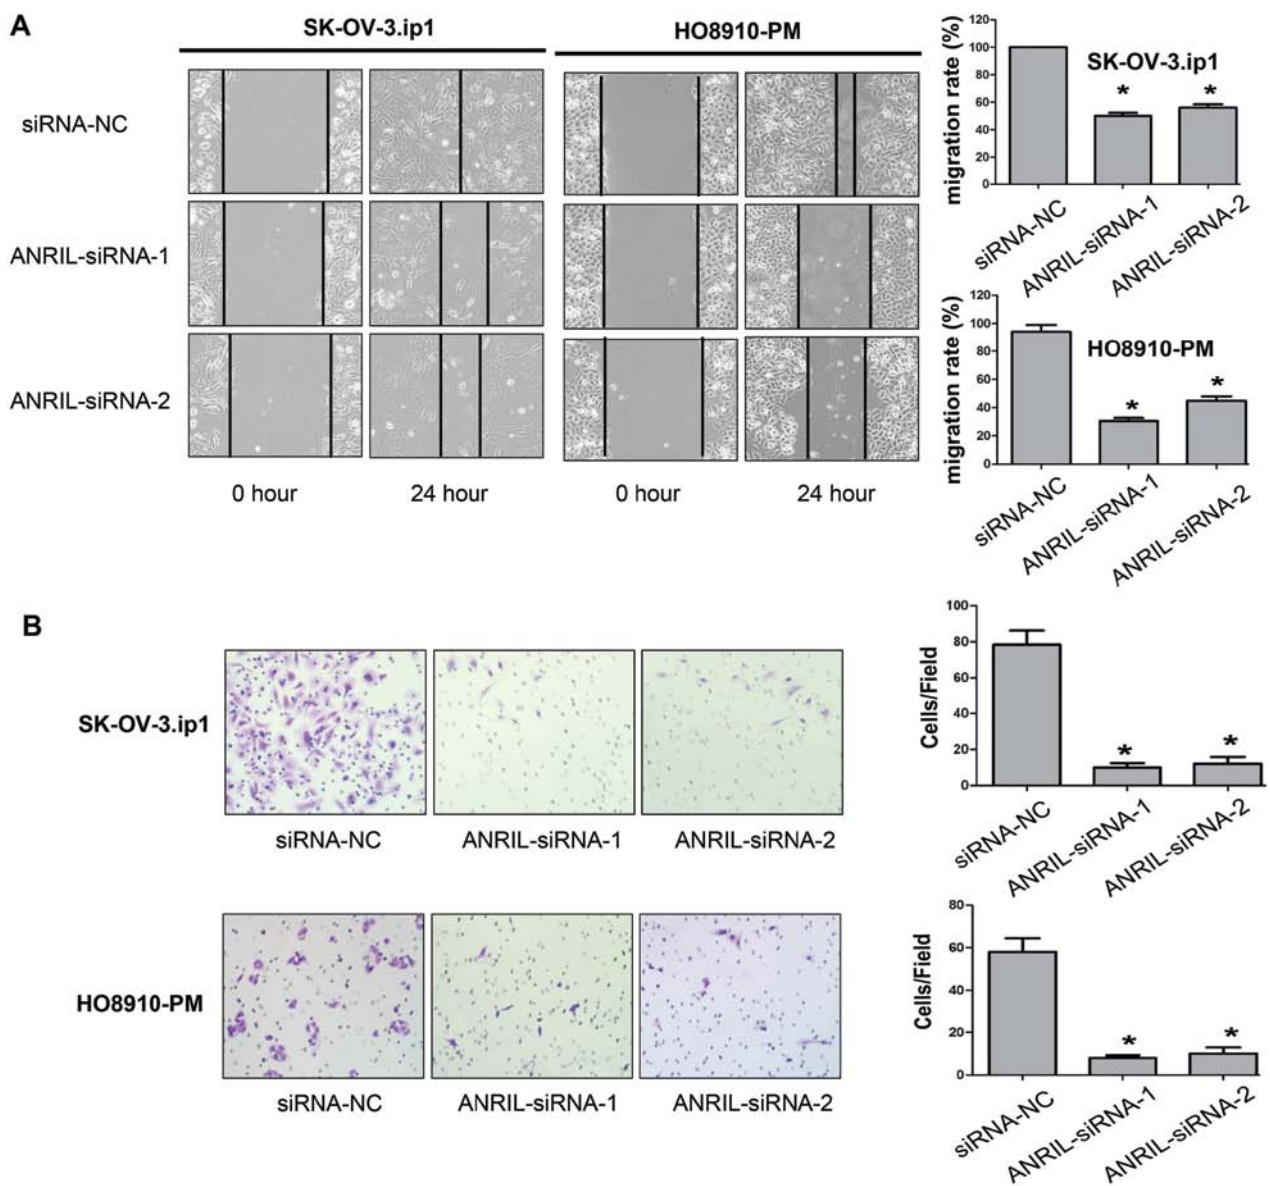 A
SK-OV-3.ip1
HO8910-PM
siRNA-NC
ANRIL-siRNA-1
ANRIL-siRNA-2
0 hour
24 hour
0 hour
24 hour
migration rate (%)
120
100
80
60
40
20
0
SK-OV-3.ip1
*
*
siRNA-NC
ANRIL-siRNA-1
ANRIL-siRNA-2
migration rate (%)
120
100
80
60
40
20
0
HO8910-PM
*
*
siRNA-NC
ANRIL-siRNA-1
ANRIL-siRNA-2
B
SK-OV-3.ip1
siRNA-NC
ANRIL-siRNA-1
ANRIL-siRNA-2
Cells/Field
100
80
60
40
20
0
*
*
siRNA-NC
ANRIL-siRNA-1
ANRIL-siRNA-2
HO8910-PM
siRNA-NC
ANRIL-siRNA-1
ANRIL-siRNA-2
Cells/Field
80
60
40
20
0
*
*
siRNA-NC
ANRIL-siRNA-1
ANRIL-siRNA-2